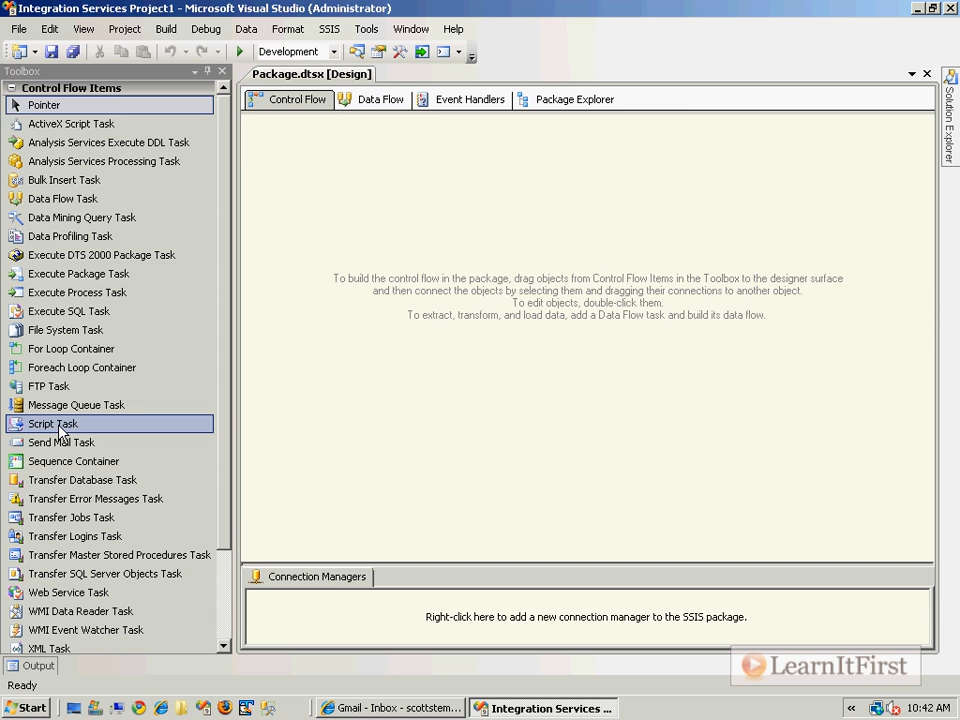 Integration Services Project1 - Microsoft Visual Studio (Administrator)
File Edit View Project Build Debug Data Format SSIS Tools Window Help
Development
Toolbox
Package.dtsx [Design]
Control Flow Items
Control Flow Data Flow Event Handlers Package Explorer
Solution Explorer
Pointer
ActiveX Script Task
Analysis Services Execute DDL Task
Analysis Services Processing Task
Bulk Insert Task
Data Flow Task
Data Mining Query Task
Data Profiling Task
Execute DTS 2000 Package Task
Execute Package Task
Execute Process Task
Execute SQL Task
File System Task
For Loop Container
Foreach Loop Container
FTP Task
Message Queue Task
Script Task
Send Mail Task
Sequence Container
Transfer Database Task
Transfer Error Messages Task
Transfer Jobs Task
Transfer Logins Task
Transfer Master Stored Procedures Task
Transfer SQL Server Objects Task
Web Service Task
WMI Data Reader Task
WMI Event Watcher Task
XML Task
To build the control flow in the package, drag objects from Control Flow Items in the Toolbox to the designer surface
and then connect the objects by selecting them and dragging their connections to another object.
To edit objects, double-click them.
To extract, transform, and load data, add a Data Flow task and build its data flow.
Connection Managers
Right-click here to add a new connection manager to the SSIS package.
Output
LearnItFirst
Ready
Start
Gmail - Inbox - scottstem...
Integration Services ...
10:42 AM